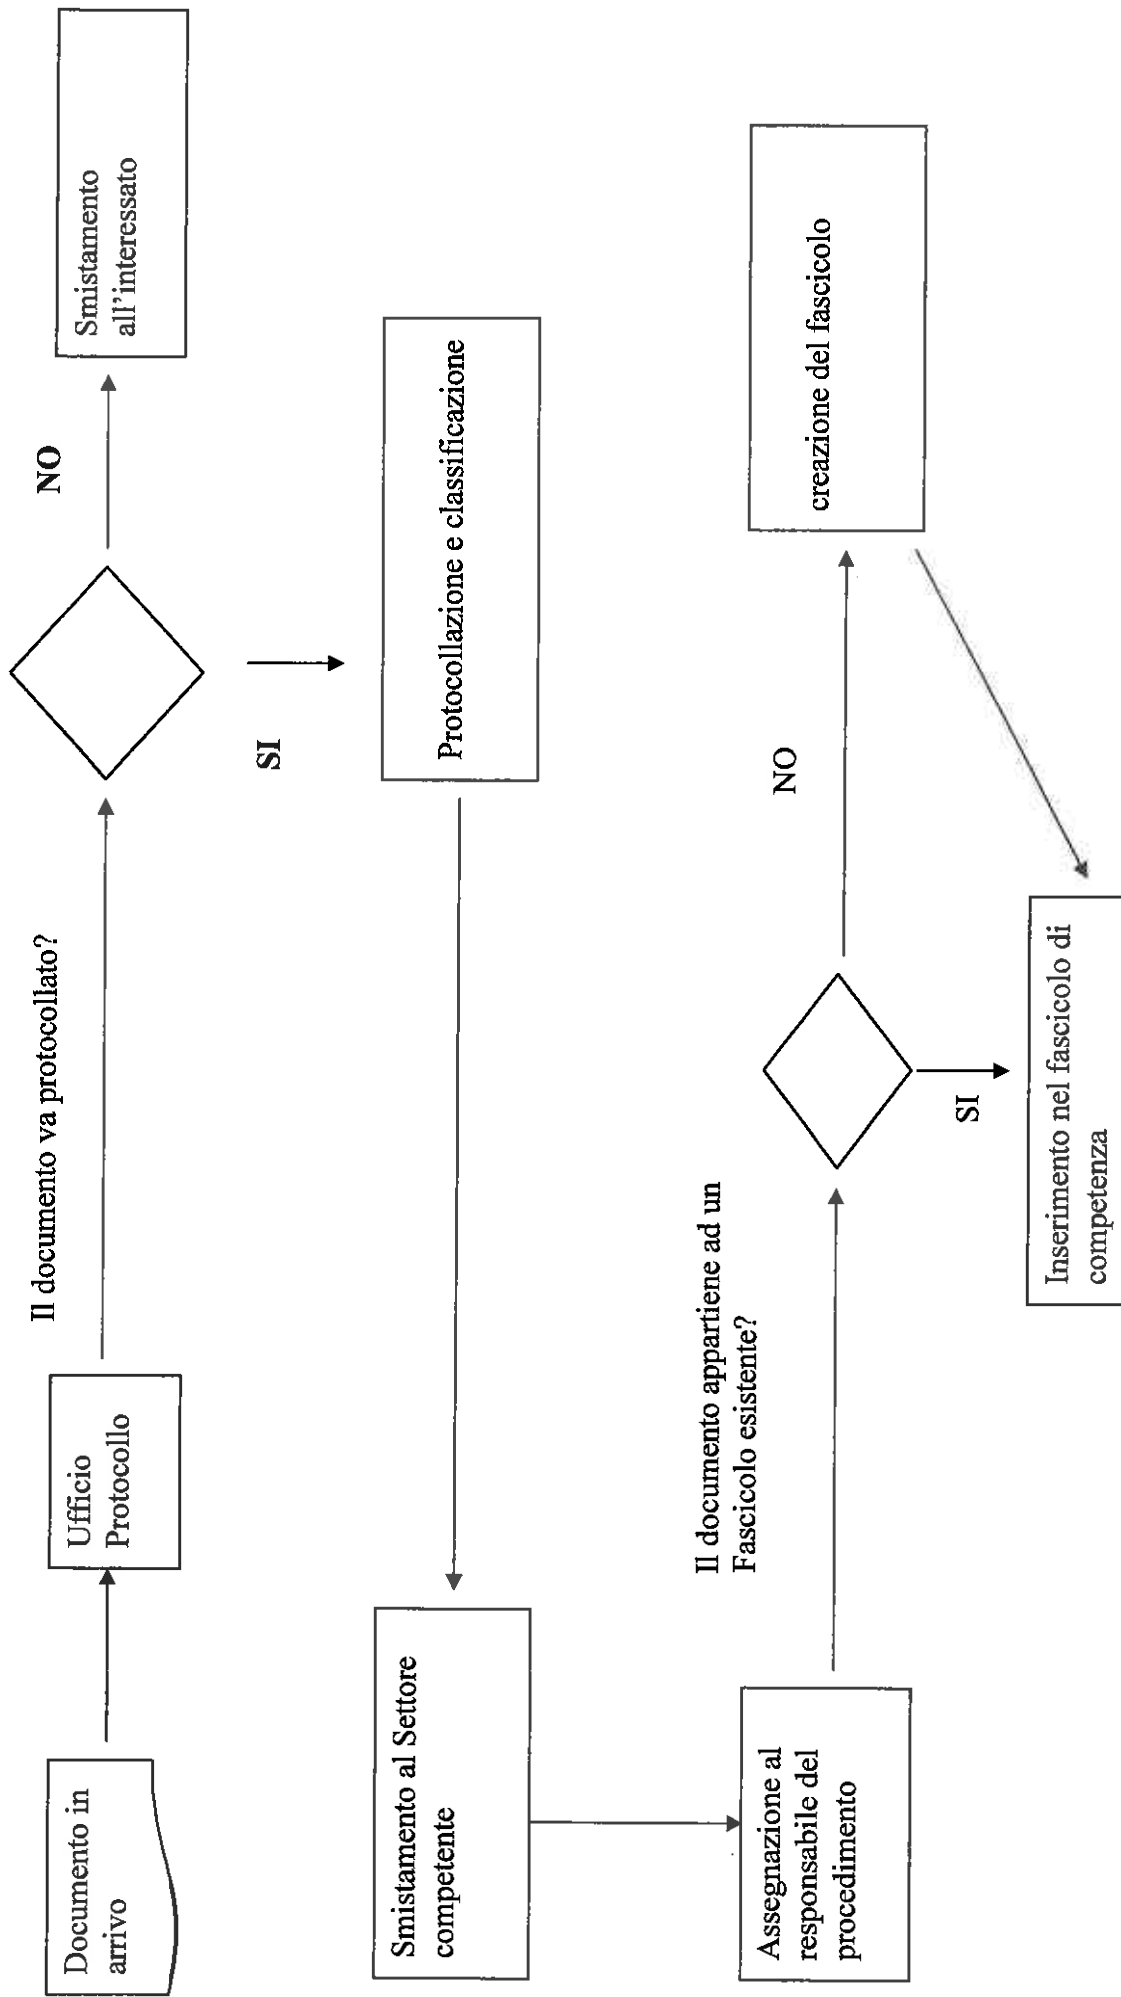 Documento in
arrivo
Ufficio
Protocollo
Il documento va protocollato?
NO
Smistamento
all'interessato
SI
Protocollazione e classificazione
Smistamento al Settore
competente
Assegnazione al
responsabile del
procedimento
Il documento appartiene ad un
Fascicolo esistente?
NO
creazione del fascicolo
SI
Inserimento nel fascicolo di
competenza